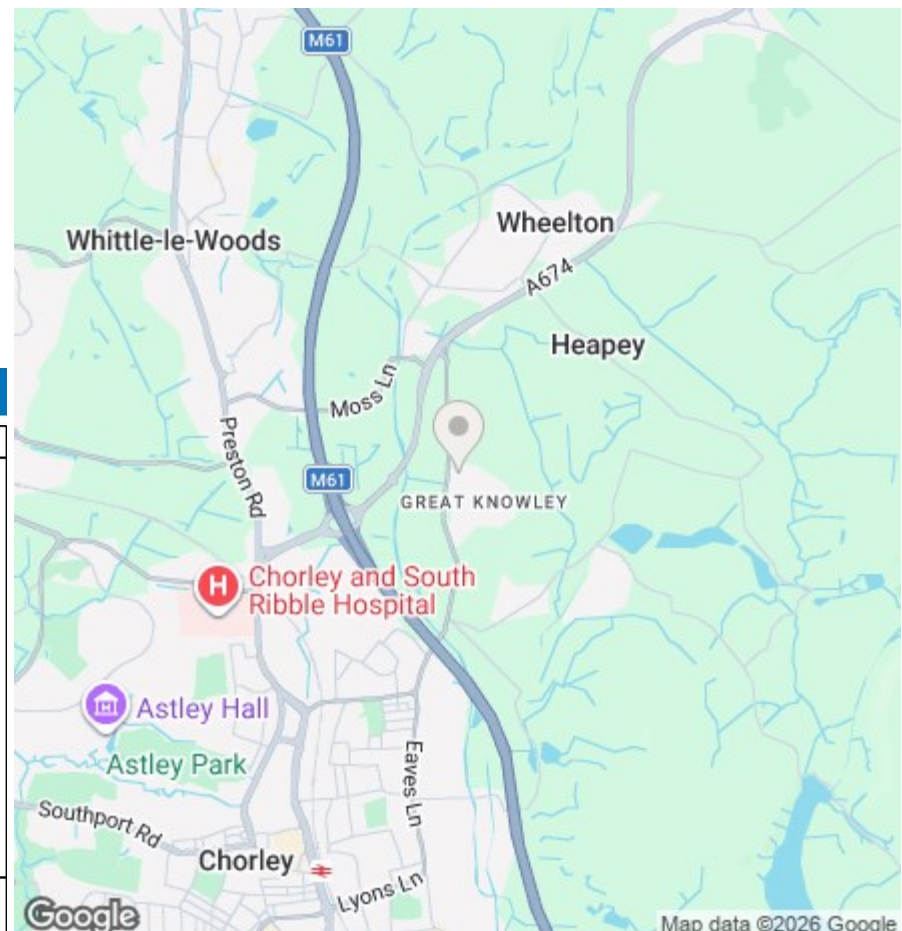 M61
Wheelton
Whittle-le-Woods
A674
Heapey
Moss Ln
Preston Rd
M61
GREAT KNOWLEY
H
Chorley and South
Ribble Hospital
Astley Hall
Astley Park
Eaves Ln
Southport Rd
Chorley
Lyons Ln
Google
Map data ©2026 Google